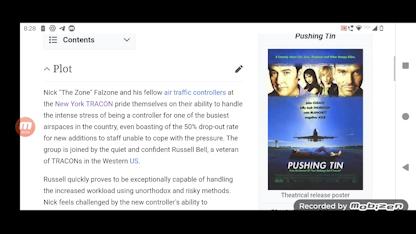 8:28
Contents
Plot
Nick "The Zone" Falzone and his fellow air traffic controllers at
the New York TRACON pride themselves on their ability to handle
the intense stress of being a controller for one of the busiest
airspaces in the country, even boasting of the 50% drop-out rate
for new additions to staff unable to cope with the pressure. The
group is joined by the quiet and confident Russell Bell, a veteran
of TRACONs in the Western US.
Russell quickly proves to be exceptionally capable of handling
the increased workload using unorthodox and risky methods.
Nick feels challenged by the new controller's ability to
Pushing Tin
PUSHING TIN
Theatrical release poster
Recorded by Mobizen